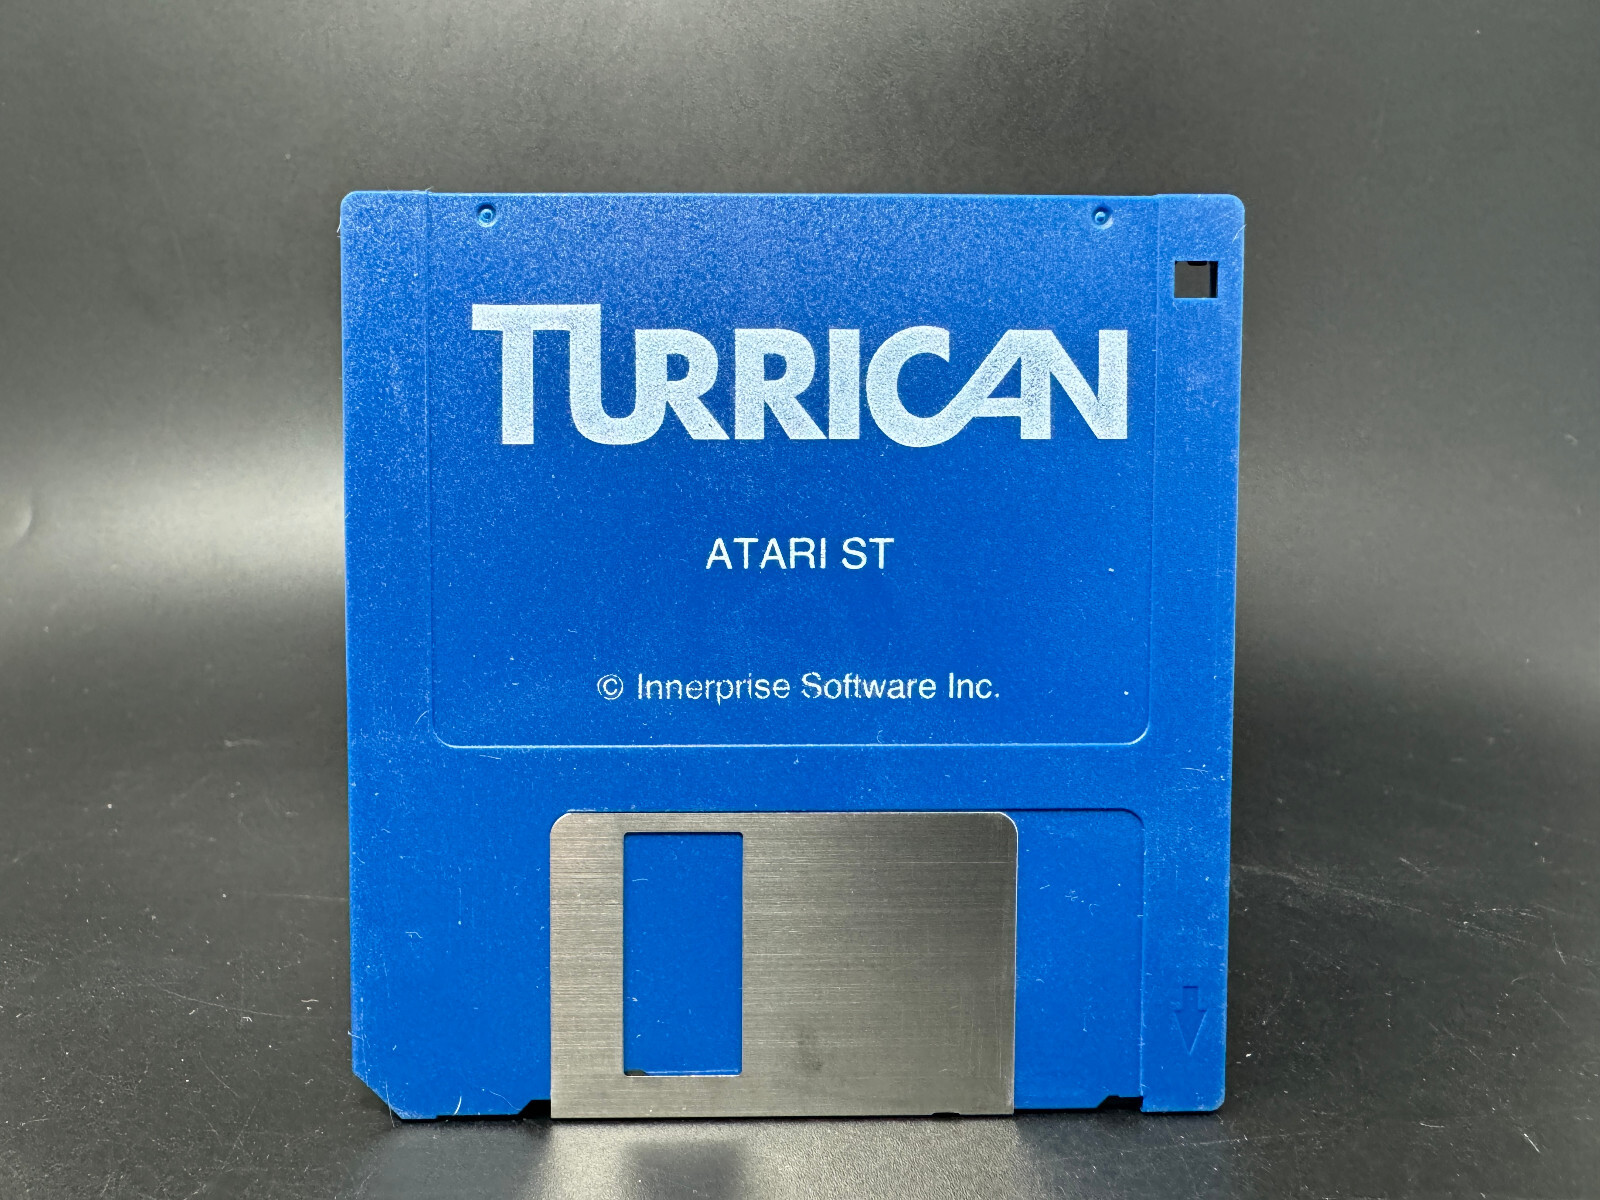 TURRICAN
ATARI ST
© Innerprise Software Inc.